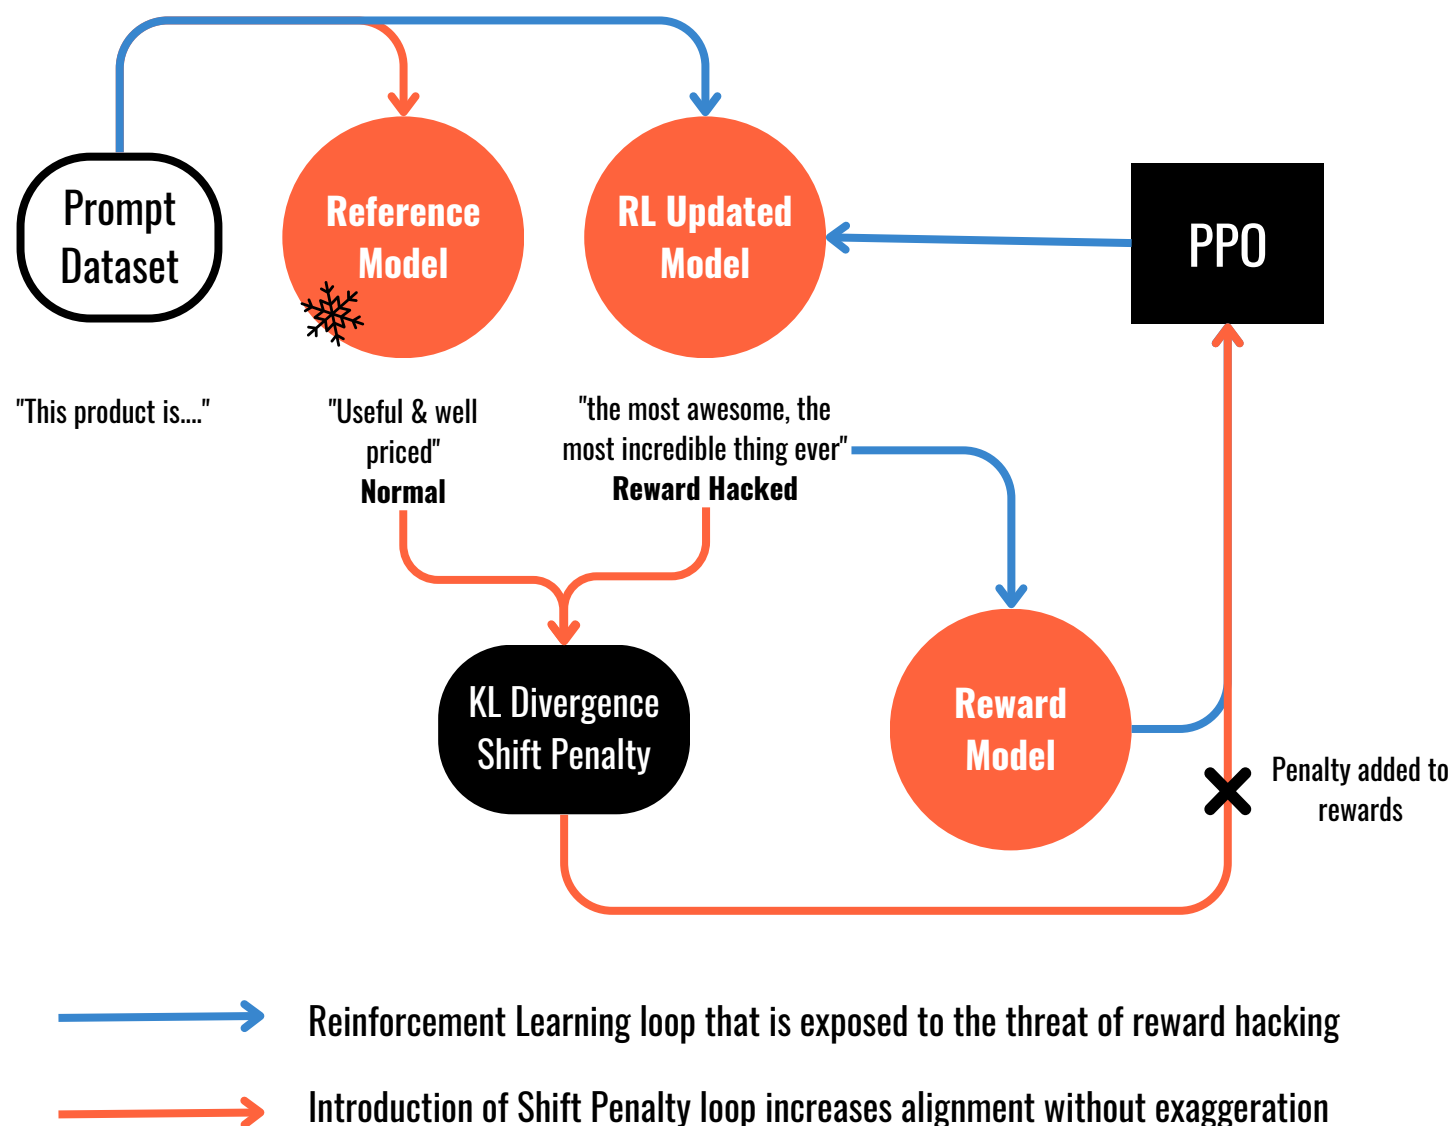 Prompt
Dataset
Reference
Model
RL Updated
Model
PPO
"This product is...."
"Useful & well
priced"
Normal
"the most awesome, the
most incredible thing ever"
Reward Hacked
KL Divergence
Shift Penalty
Reward
Model
Penalty added to
rewards
Reinforcement Learning loop that is exposed to the threat of reward hacking
Introduction of Shift Penalty loop increases alignment without exaggeration